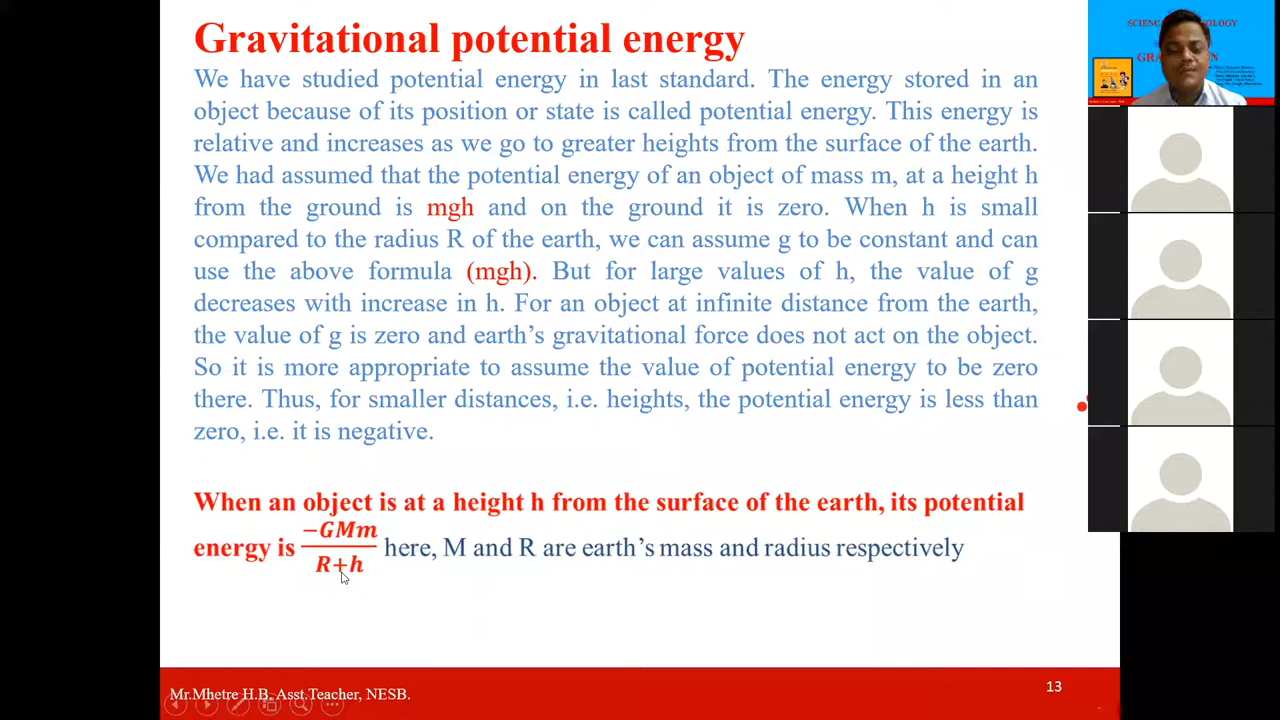 Gravitational potential energy
We have studied potential energy in last standard. The energy stored in an
object because of its position or state is called potential energy. This energy is
relative and increases as we go to greater heights from the surface of the earth.
We had assumed that the potential energy of an object of mass m, at a height h
from the ground is mgh and on the ground it is zero. When h is small
compared to the radius R of the earth, we can assume g to be constant and can
use the above formula (mgh). But for large values of h, the value of g
decreases with increase in h. For an object at infinite distance from the earth,
the value of g is zero and earth's gravitational force does not act on the object.
So it is more appropriate to assume the value of potential energy to be zero
there. Thus, for smaller distances, i.e. heights, the potential energy is less than
zero, i.e. it is negative.
When an object is at a height h from the surface of the earth, its potential
energy is −GMm / R+h here, M and R are earth's mass and radius respectively
Mr.Mhetre H.B, Asst.Teacher, NESB.
13